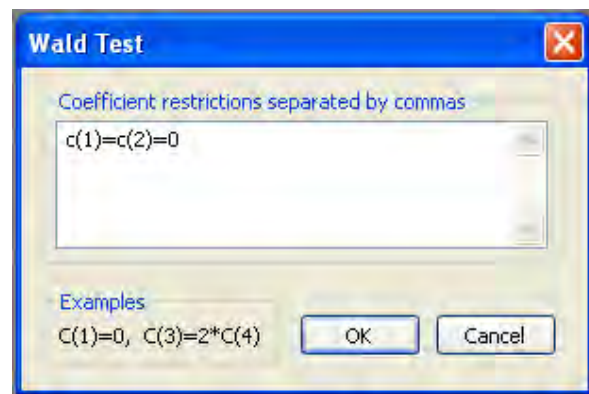 Wald Test
Coefficient restrictions separated by commas
c(1)=c(2)=0
Examples
C(1)=0, C(3)=2*C(4)
OK
Cancel